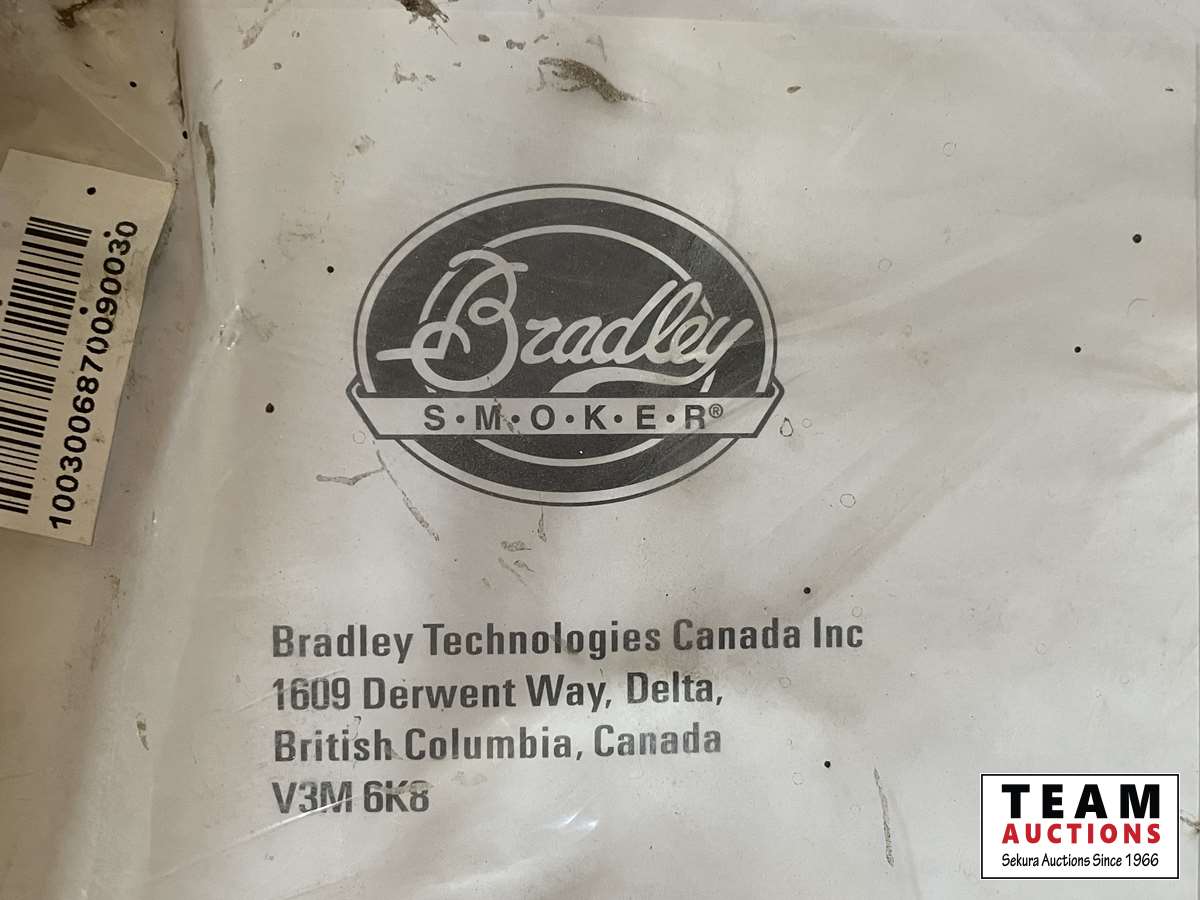 1003006870090030
Bradley
S•M•O•K•E•R®
Bradley Technologies Canada Inc
1609 Derwent Way, Delta,
British Columbia, Canada
V3M 6K8
TEAM
AUCTIONS
Sekura Auctions Since 1966